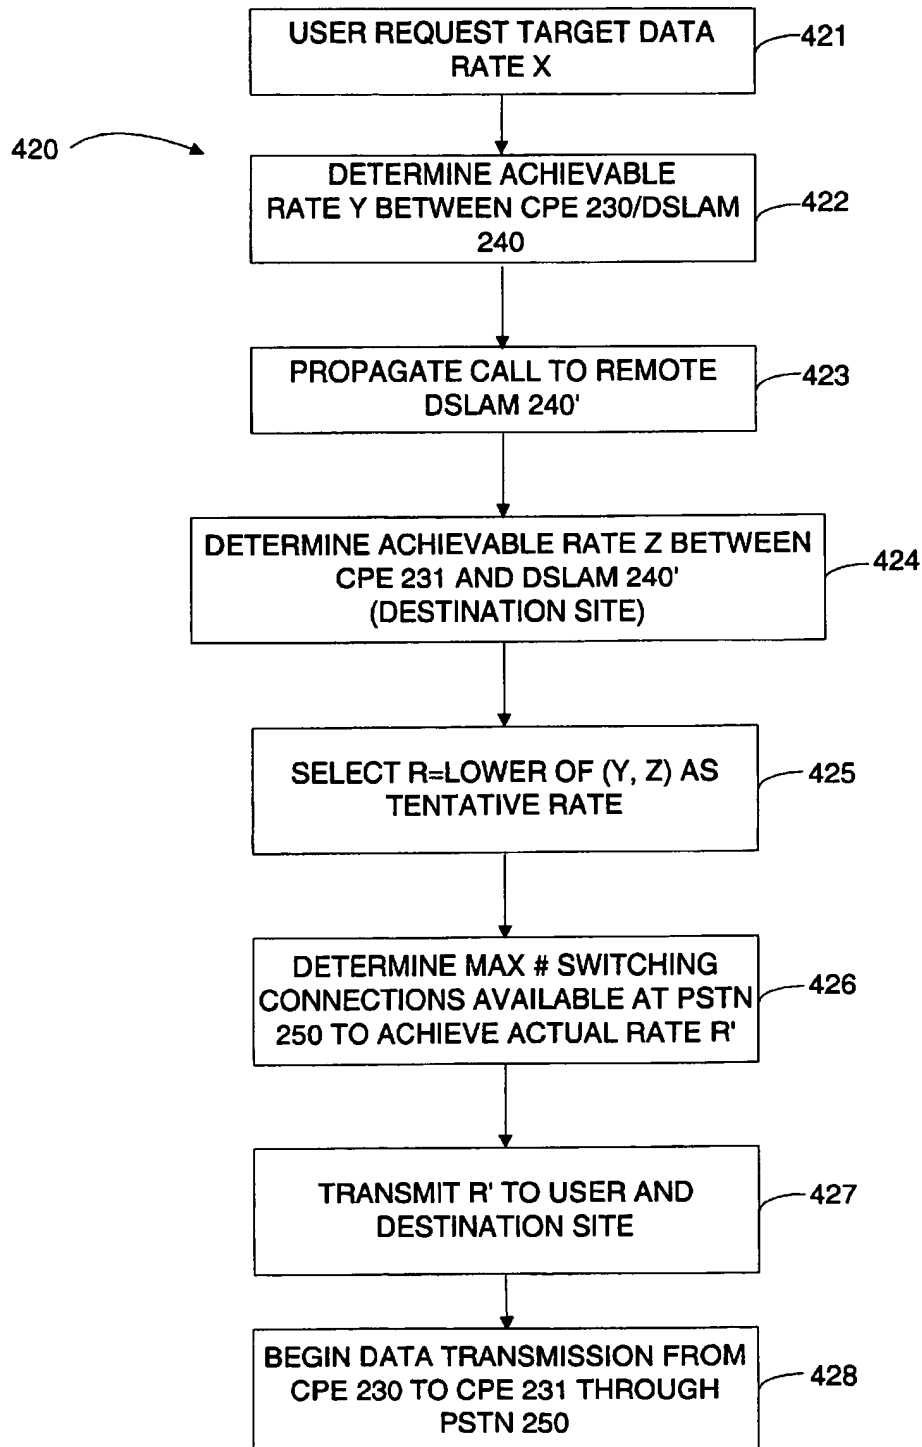 USER REQUEST TARGET DATA
RATE X
421
420
DETERMINE ACHIEVABLE
RATE Y BETWEEN CPE 230/DSLAM
240
422
PROPAGATE CALL TO REMOTE
DSLAM 240'
423
DETERMINE ACHIEVABLE RATE Z BETWEEN
CPE 231 AND DSLAM 240'
(DESTINATION SITE)
424
SELECT R=LOWER OF (Y, Z) AS
TENTATIVE RATE
425
DETERMINE MAX # SWITCHING
CONNECTIONS AVAILABLE AT PSTN
250 TO ACHIEVE ACTUAL RATE R'
426
TRANSMIT R' TO USER AND
DESTINATION SITE
427
BEGIN DATA TRANSMISSION FROM
CPE 230 TO CPE 231 THROUGH
PSTN 250
428